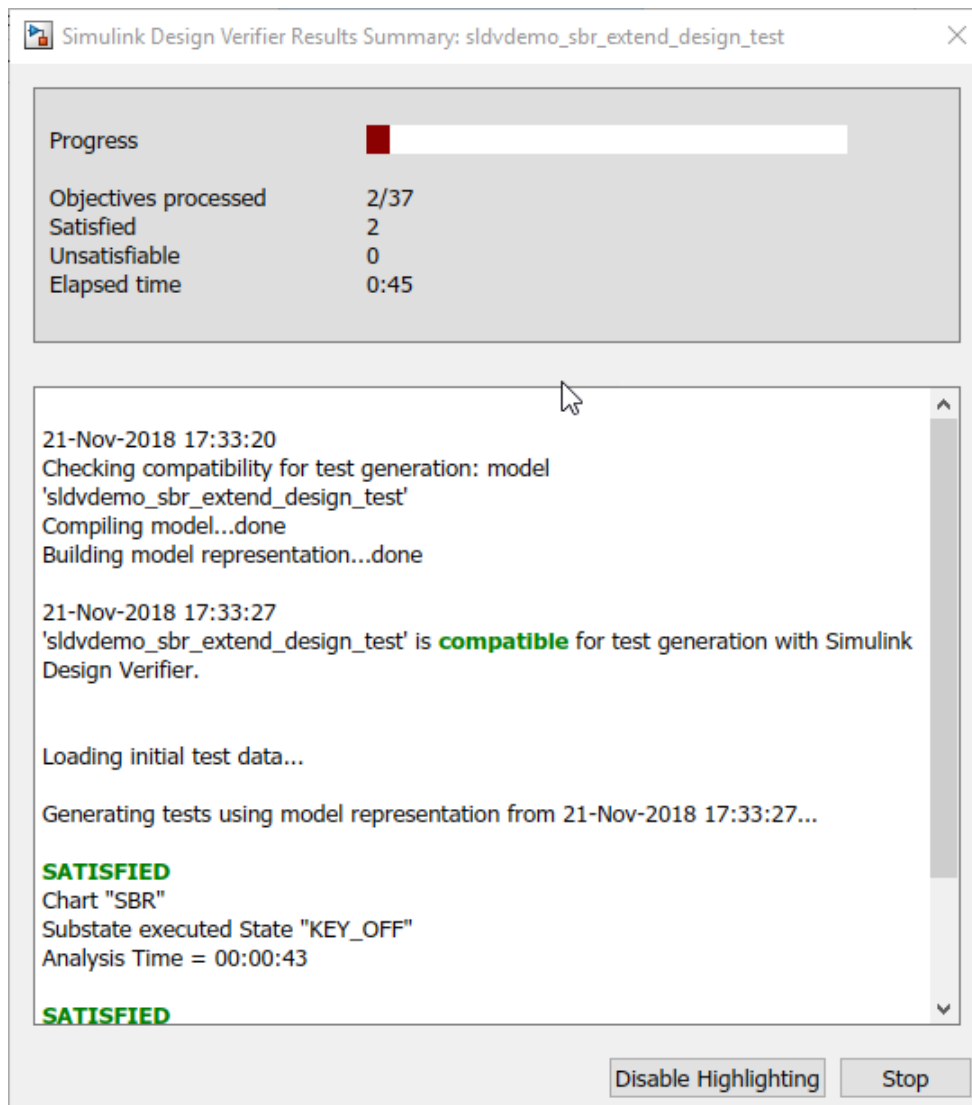 Simulink Design Verifier Results Summary: sldvdemo_sbr_extend_design_test
Progress
Objectives processed 2/37
Satisfied 2
Unsatisfiable 0
Elapsed time 0:45
21-Nov-2018 17:33:20
Checking compatibility for test generation: model
'sldvdemo_sbr_extend_design_test'
Compiling model...done
Building model representation...done
21-Nov-2018 17:33:27
'sldvdemo_sbr_extend_design_test' is compatible for test generation with Simulink
Design Verifier.
Loading initial test data...
Generating tests using model representation from 21-Nov-2018 17:33:27...
SATISFIED
Chart "SBR"
Substate executed State "KEY_OFF"
Analysis Time = 00:00:43
SATISFIED
Disable Highlighting Stop